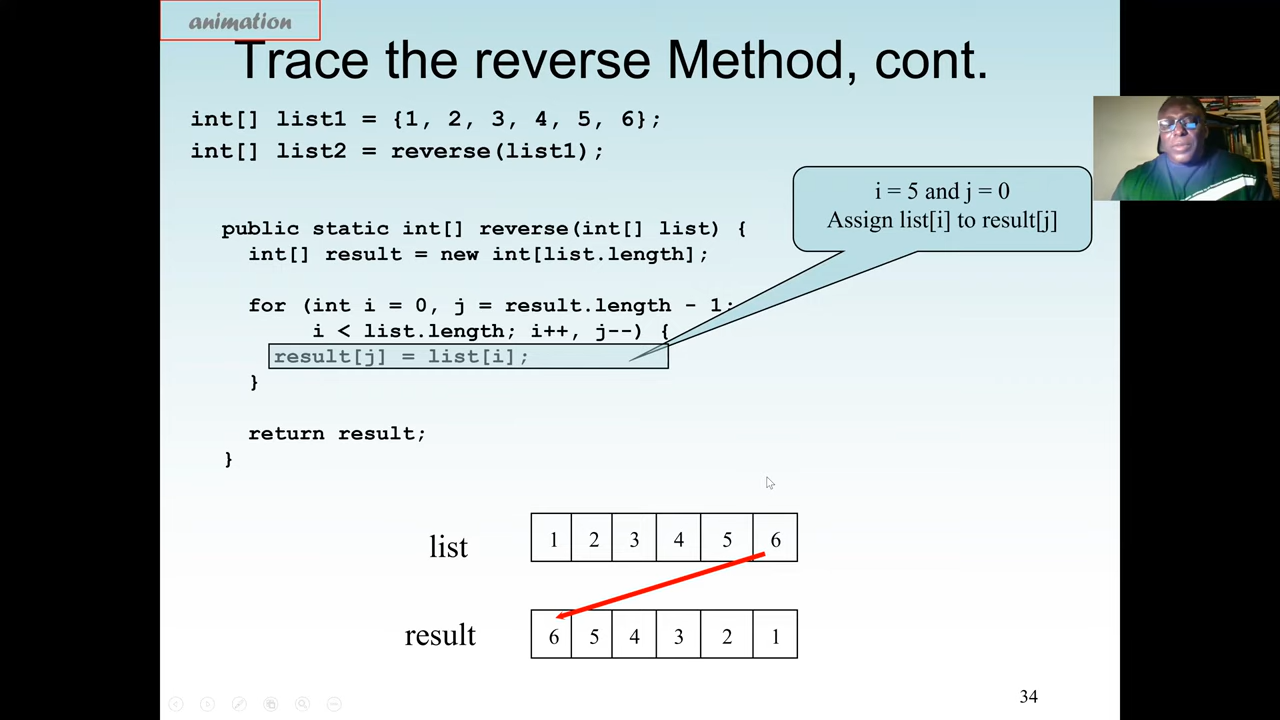 animation
Trace the reverse Method, cont.
int[] list1 = {1, 2, 3, 4, 5, 6};
int[] list2 = reverse(list1);
i = 5 and j = 0
Assign list[i] to result[j]
public static int[] reverse(int[] list) {
int[] result = new int[list.length];
for (int i = 0, j = result.length - 1;
i < list.length; i++, j--) {
result[j] = list[i];
}
return result;
}
list 1 2 3 4 5 6
result 6 5 4 3 2 1
34